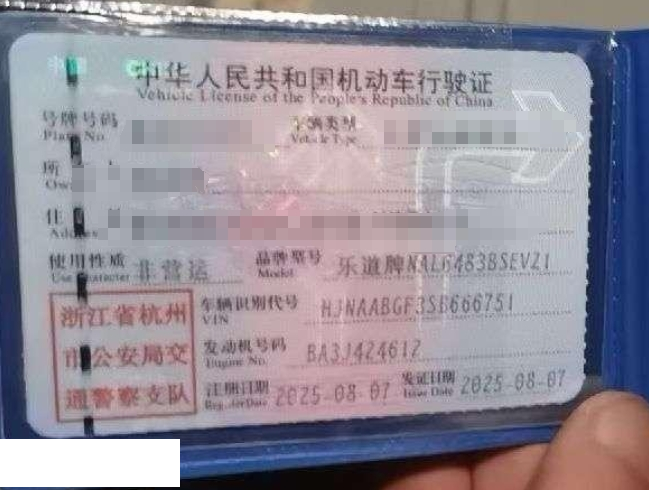 中华人民共和国机动车行驶证
Vehicle License of the People's Republic of China
号牌号码 车辆类型
Plate No. Vehicle Type
所
住
Address
使用性质 非营运 品牌型号 乐道牌NAL6483BSEVZ1
Use Character Model
浙江省杭州 车辆识别代号 HJNAABGF3SB666751
VIN
市公安局交 发动机号码 BA3J424612
Engine No.
通警察支队 注册日期 2025-08-07 发证日期 2025-08-07
Register Date Issue Date